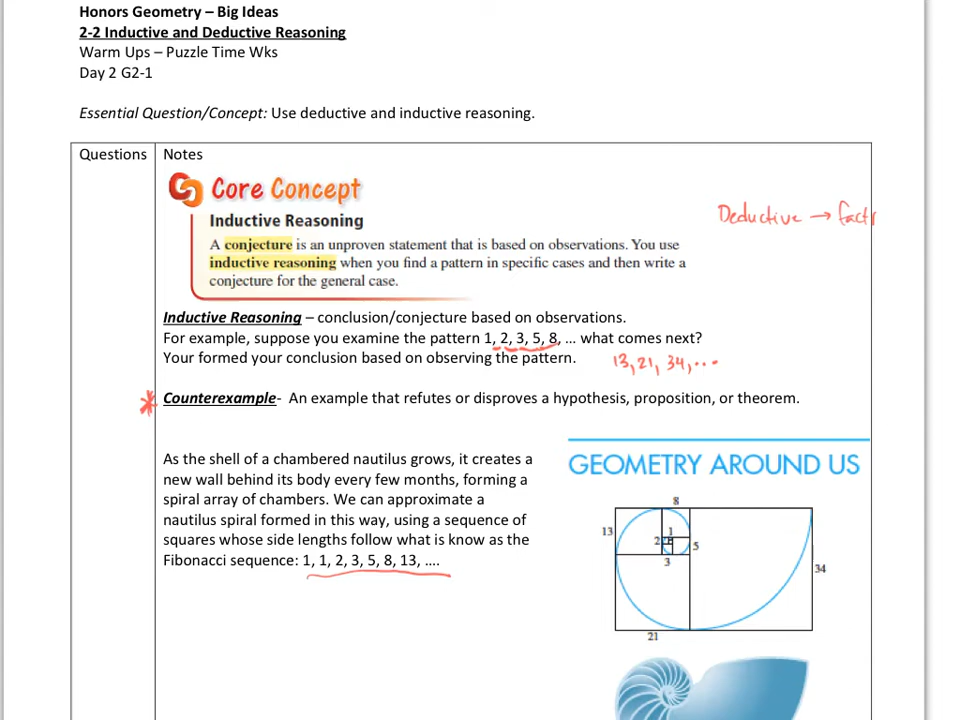 Honors Geometry – Big Ideas
2-2 Inductive and Deductive Reasoning
Warm Ups – Puzzle Time Wks
Day 2 G2-1
Essential Question/Concept: Use deductive and inductive reasoning.
Questions
Notes
Core Concept
Inductive Reasoning
A conjecture is an unproven statement that is based on observations. You use
inductive reasoning when you find a pattern in specific cases and then write a
conjecture for the general case.
Deductive → fact
Inductive Reasoning – conclusion/conjecture based on observations.
For example, suppose you examine the pattern 1, 2, 3, 5, 8, … what comes next?
Your formed your conclusion based on observing the pattern.
13, 21, 34, ...
* Counterexample- An example that refutes or disproves a hypothesis, proposition, or theorem.
As the shell of a chambered nautilus grows, it creates a
new wall behind its body every few months, forming a
spiral array of chambers. We can approximate a
nautilus spiral formed in this way, using a sequence of
squares whose side lengths follow what is know as the
Fibonacci sequence: 1, 1, 2, 3, 5, 8, 13, ….
GEOMETRY AROUND US
8
13
1
2
5
3
34
21